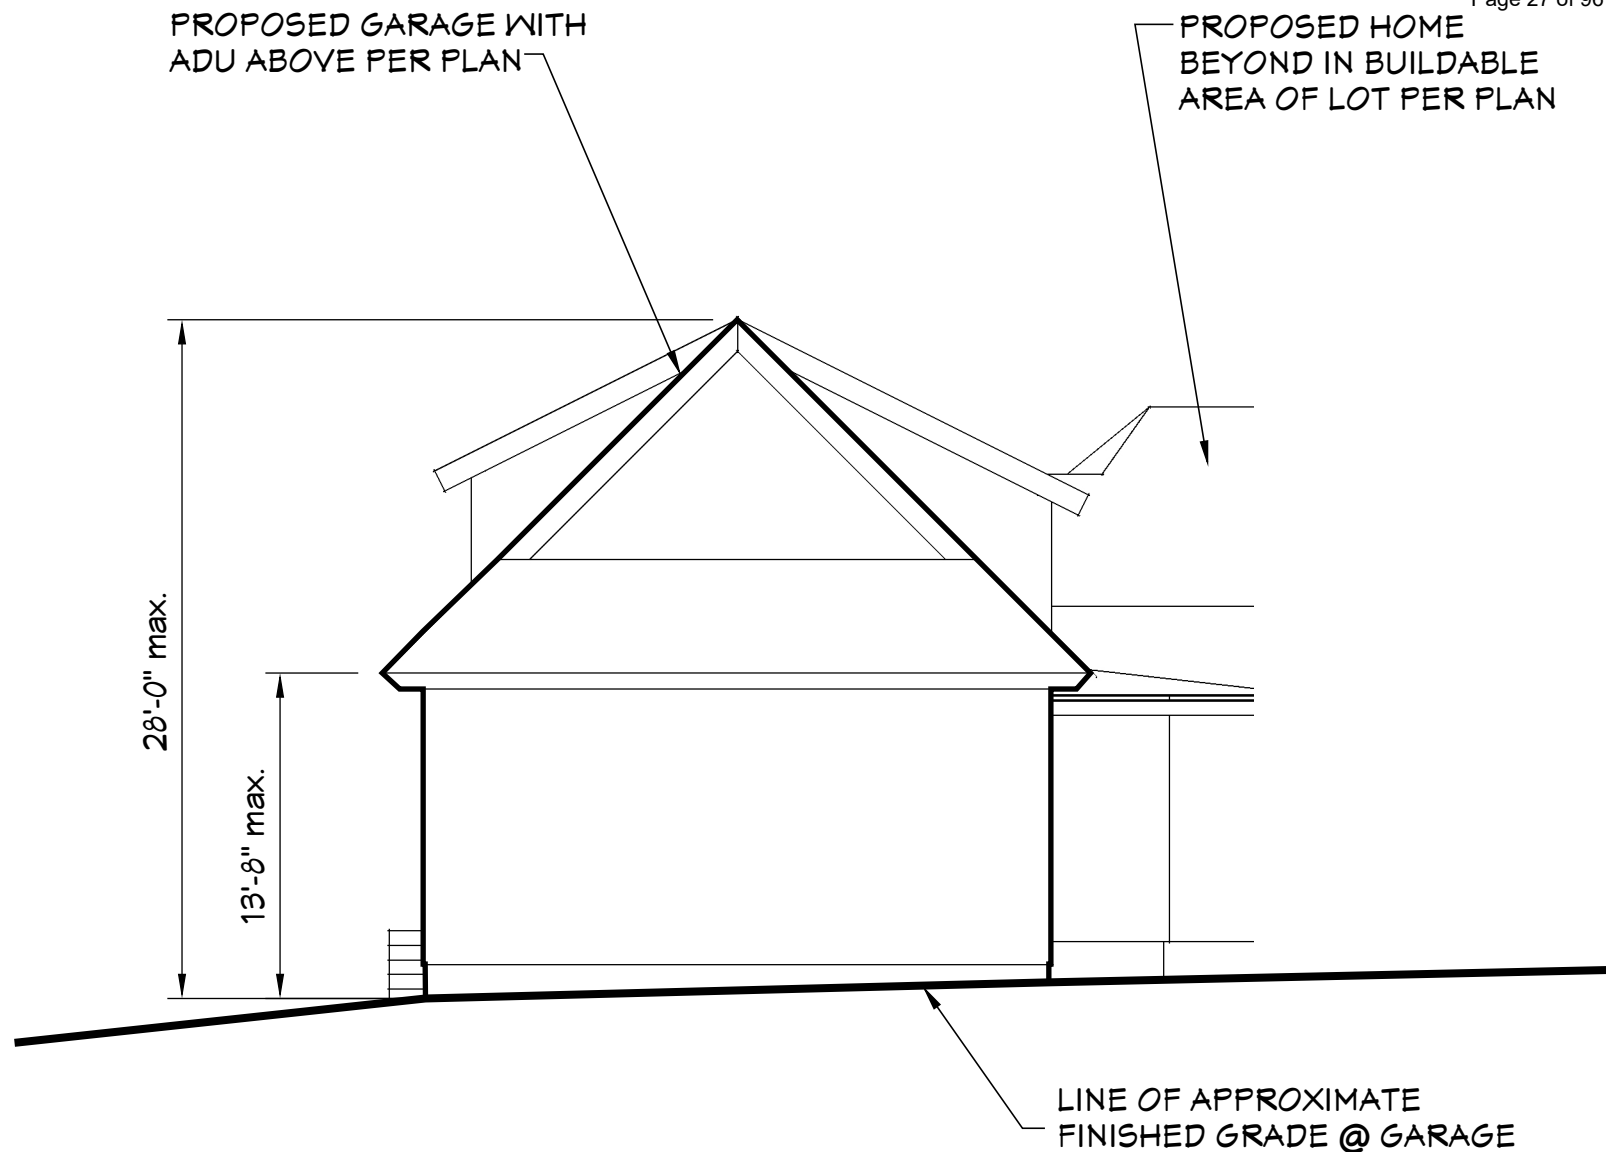 Page 27 of 96
PROPOSED GARAGE WITH
ADU ABOVE PER PLAN
PROPOSED HOME
BEYOND IN BUILDABLE
AREA OF LOT PER PLAN
28'-0" max.
13'-8" max.
LINE OF APPROXIMATE
FINISHED GRADE @ GARAGE